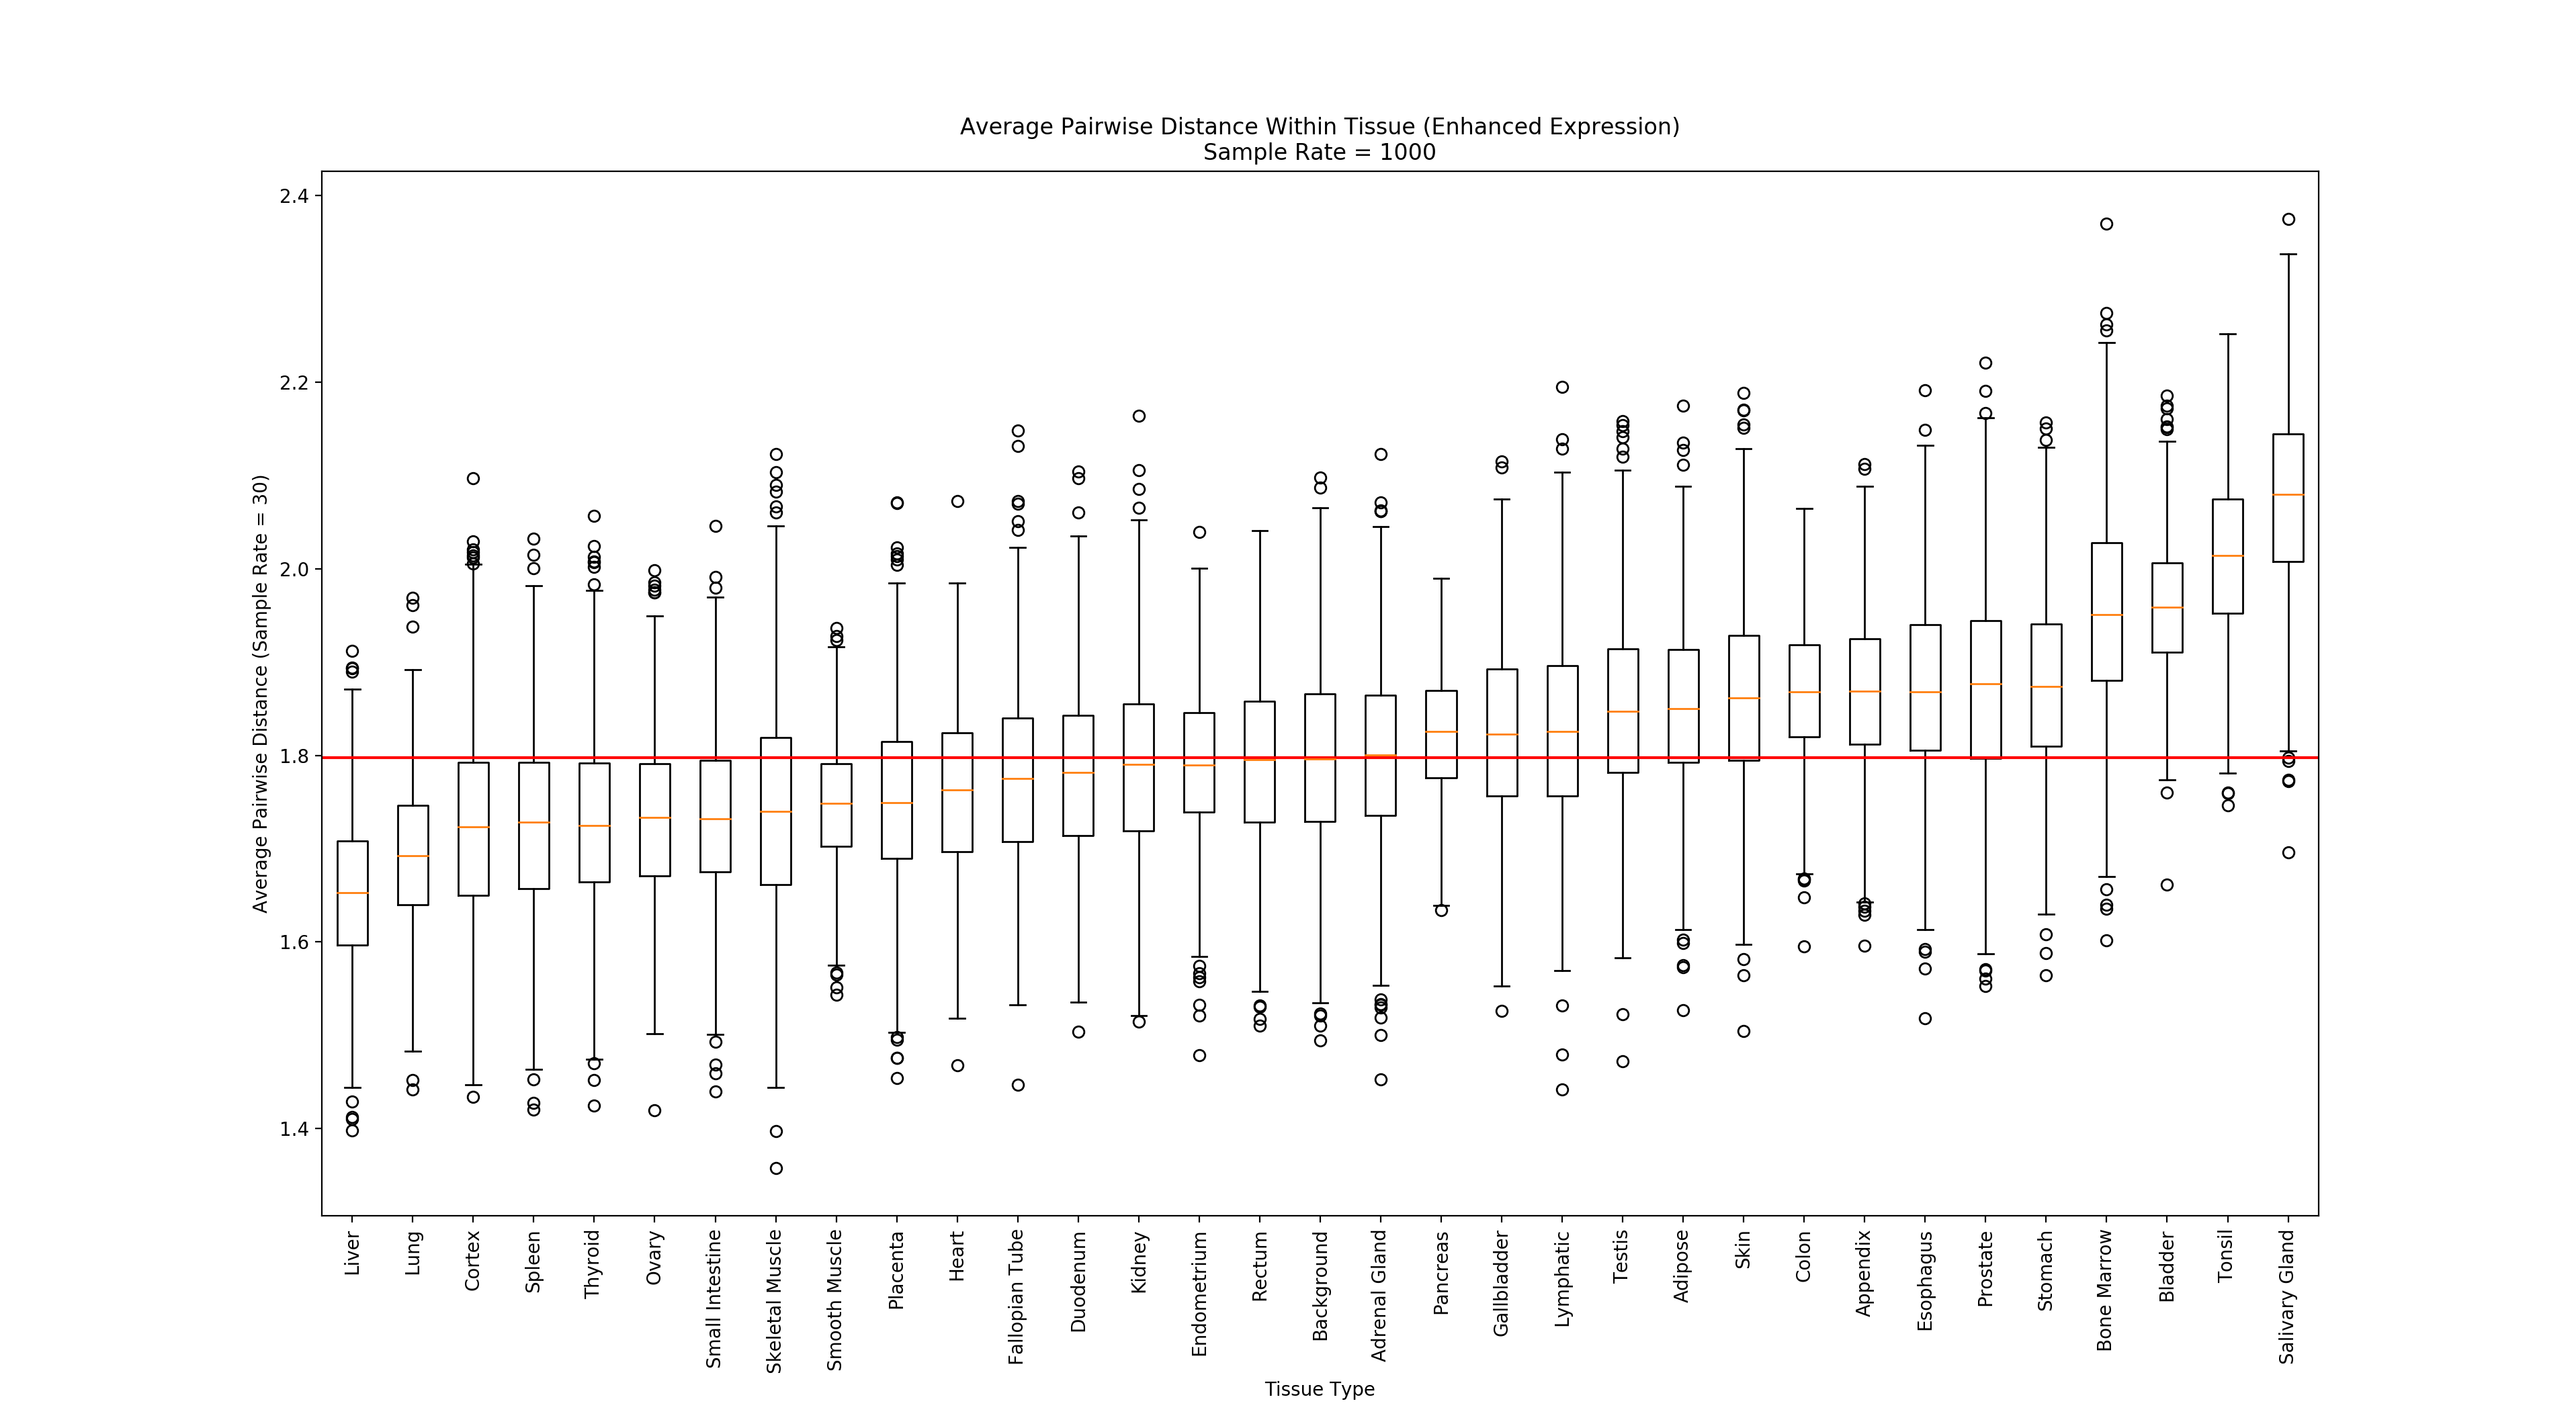 Average Pairwise Distance Within Tissue (Enhanced Expression)
Sample Rate = 1000
Average Pairwise Distance (Sample Rate = 30)
2.4
2.2
2.0
1.8
1.6
1.4
Liver
Lung
Cortex
Spleen
Thyroid
Ovary
Small Intestine
Skeletal Muscle
Smooth Muscle
Placenta
Heart
Fallopian Tube
Duodenum
Kidney
Endometrium
Rectum
Background
Adrenal Gland
Pancreas
Gallbladder
Lymphatic
Testis
Adipose
Skin
Colon
Appendix
Esophagus
Prostate
Stomach
Bone Marrow
Bladder
Tonsil
Salivary Gland
Tissue Type